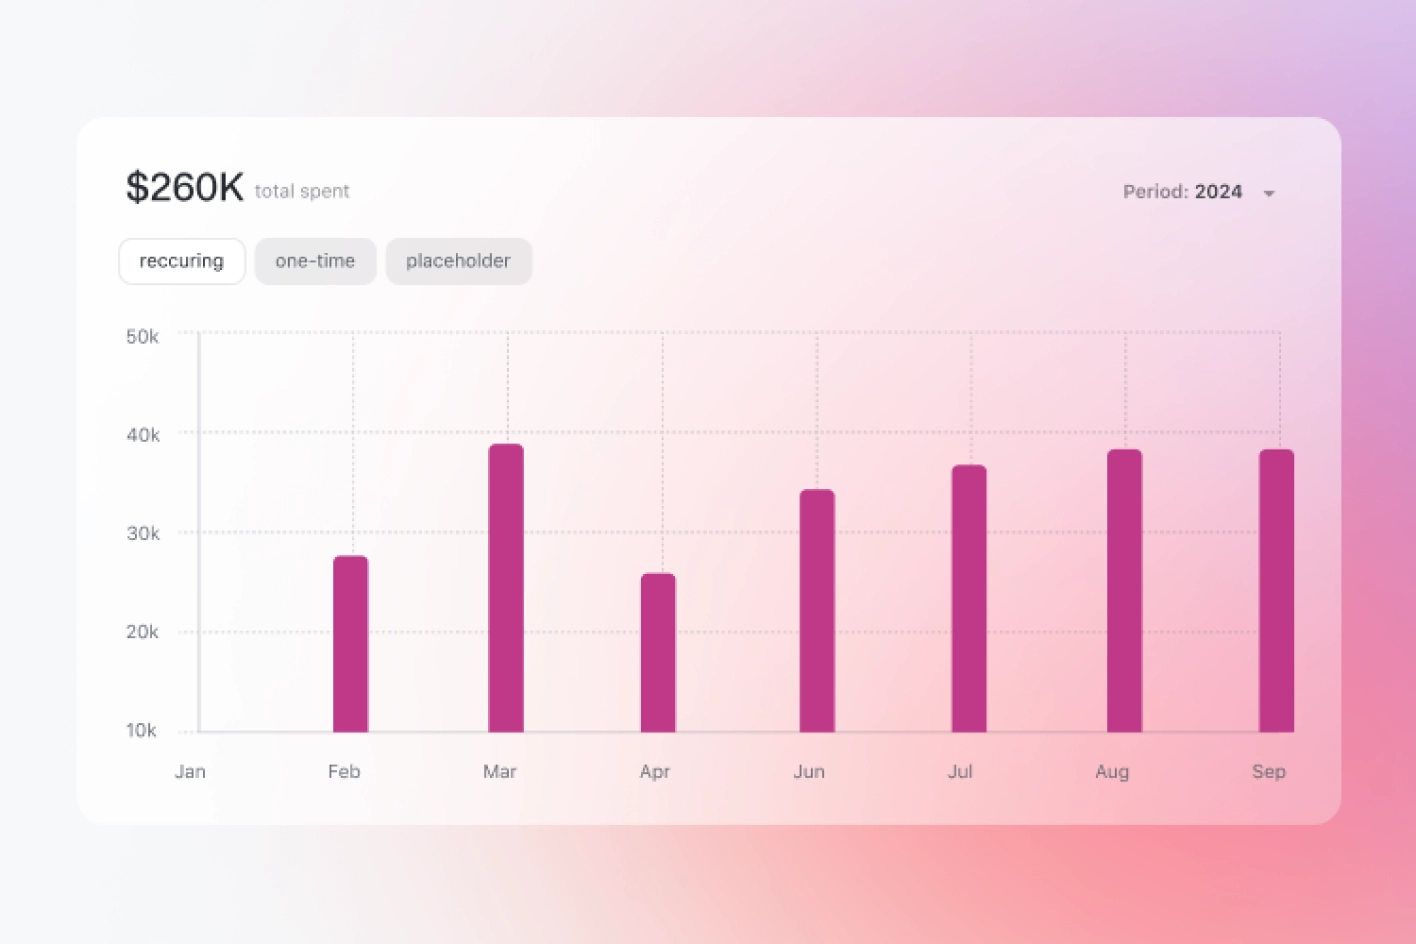 $260K total spent
Period: 2024
reccuring one-time placeholder
50k
40k
30k
20k
10k
Jan Feb Mar Apr Jun Jul Aug Sep